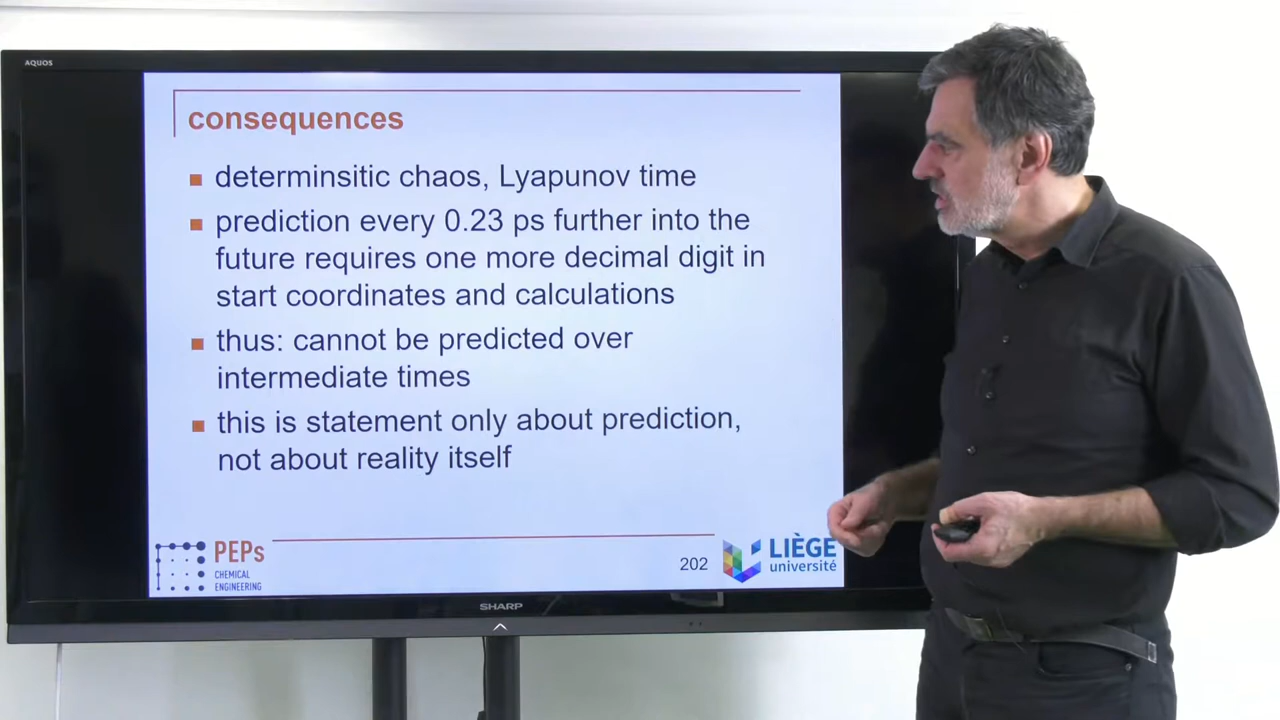 AQUOS
consequences
determinsitic chaos, Lyapunov time
prediction every 0.23 ps further into the
future requires one more decimal digit in
start coordinates and calculations
thus: cannot be predicted over
intermediate times
this is statement only about prediction,
not about reality itself
PEPs
CHEMICAL
ENGINEERING
202
LIÈGE
université
SHARP